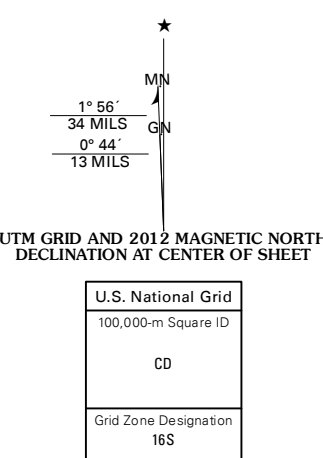 ★
MN
1° 56´
34 MILS
GN
0° 44´
13 MILS
UTM GRID AND 2012 MAGNETIC NORTH
DECLINATION AT CENTER OF SHEET
U.S. National Grid
100,000-m Square ID
CD
Grid Zone Designation
16S